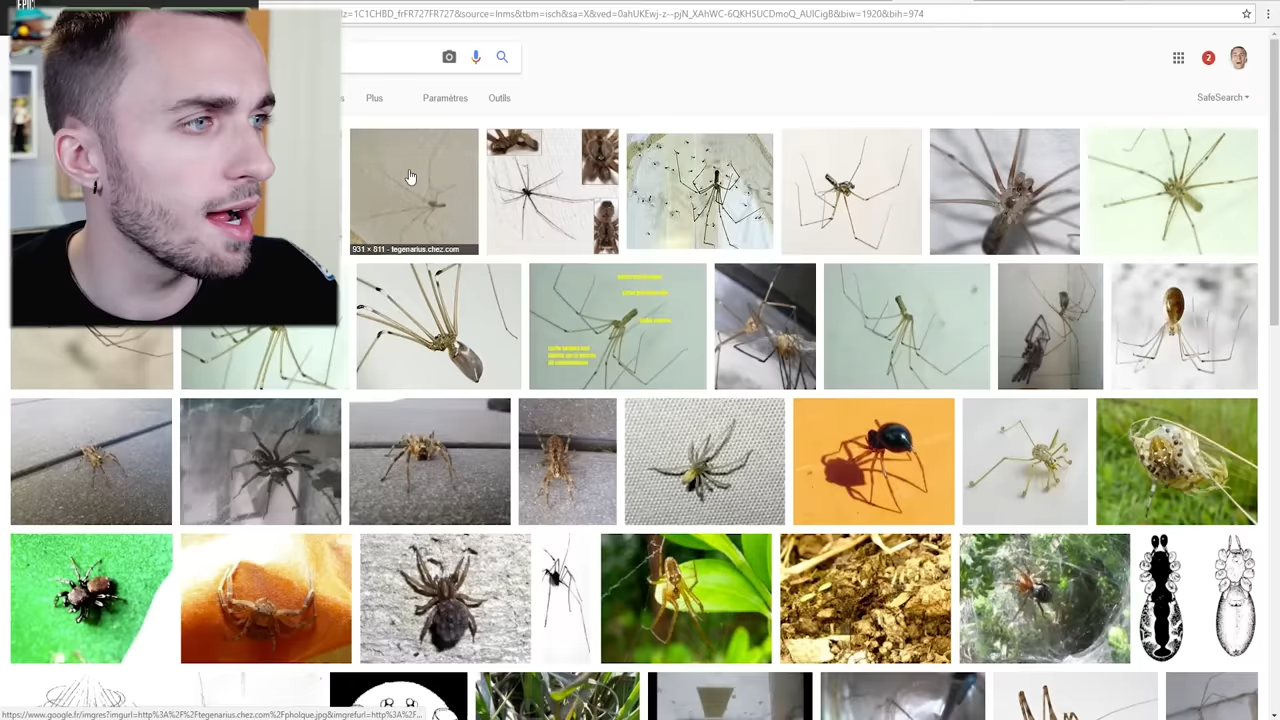 EPIC
lz=1C1CHBD_frFR727FR727&source=lnms&tbm=isch&sa=X&ved=0ahUKEwj-z--pjN_XAhWC-6QKHSUCDmoQ_AUICigB&biw=1920&bih=974
2
s Plus Paramètres Outils SafeSearch
931 × 811 - tegenarius.chez.com
https://www.google.fr/imgres?imgurl=http%3A%2F%2Ftegenarius.chez.com%2Fpholque.jpg&imgrefurl=http%3A%2F...